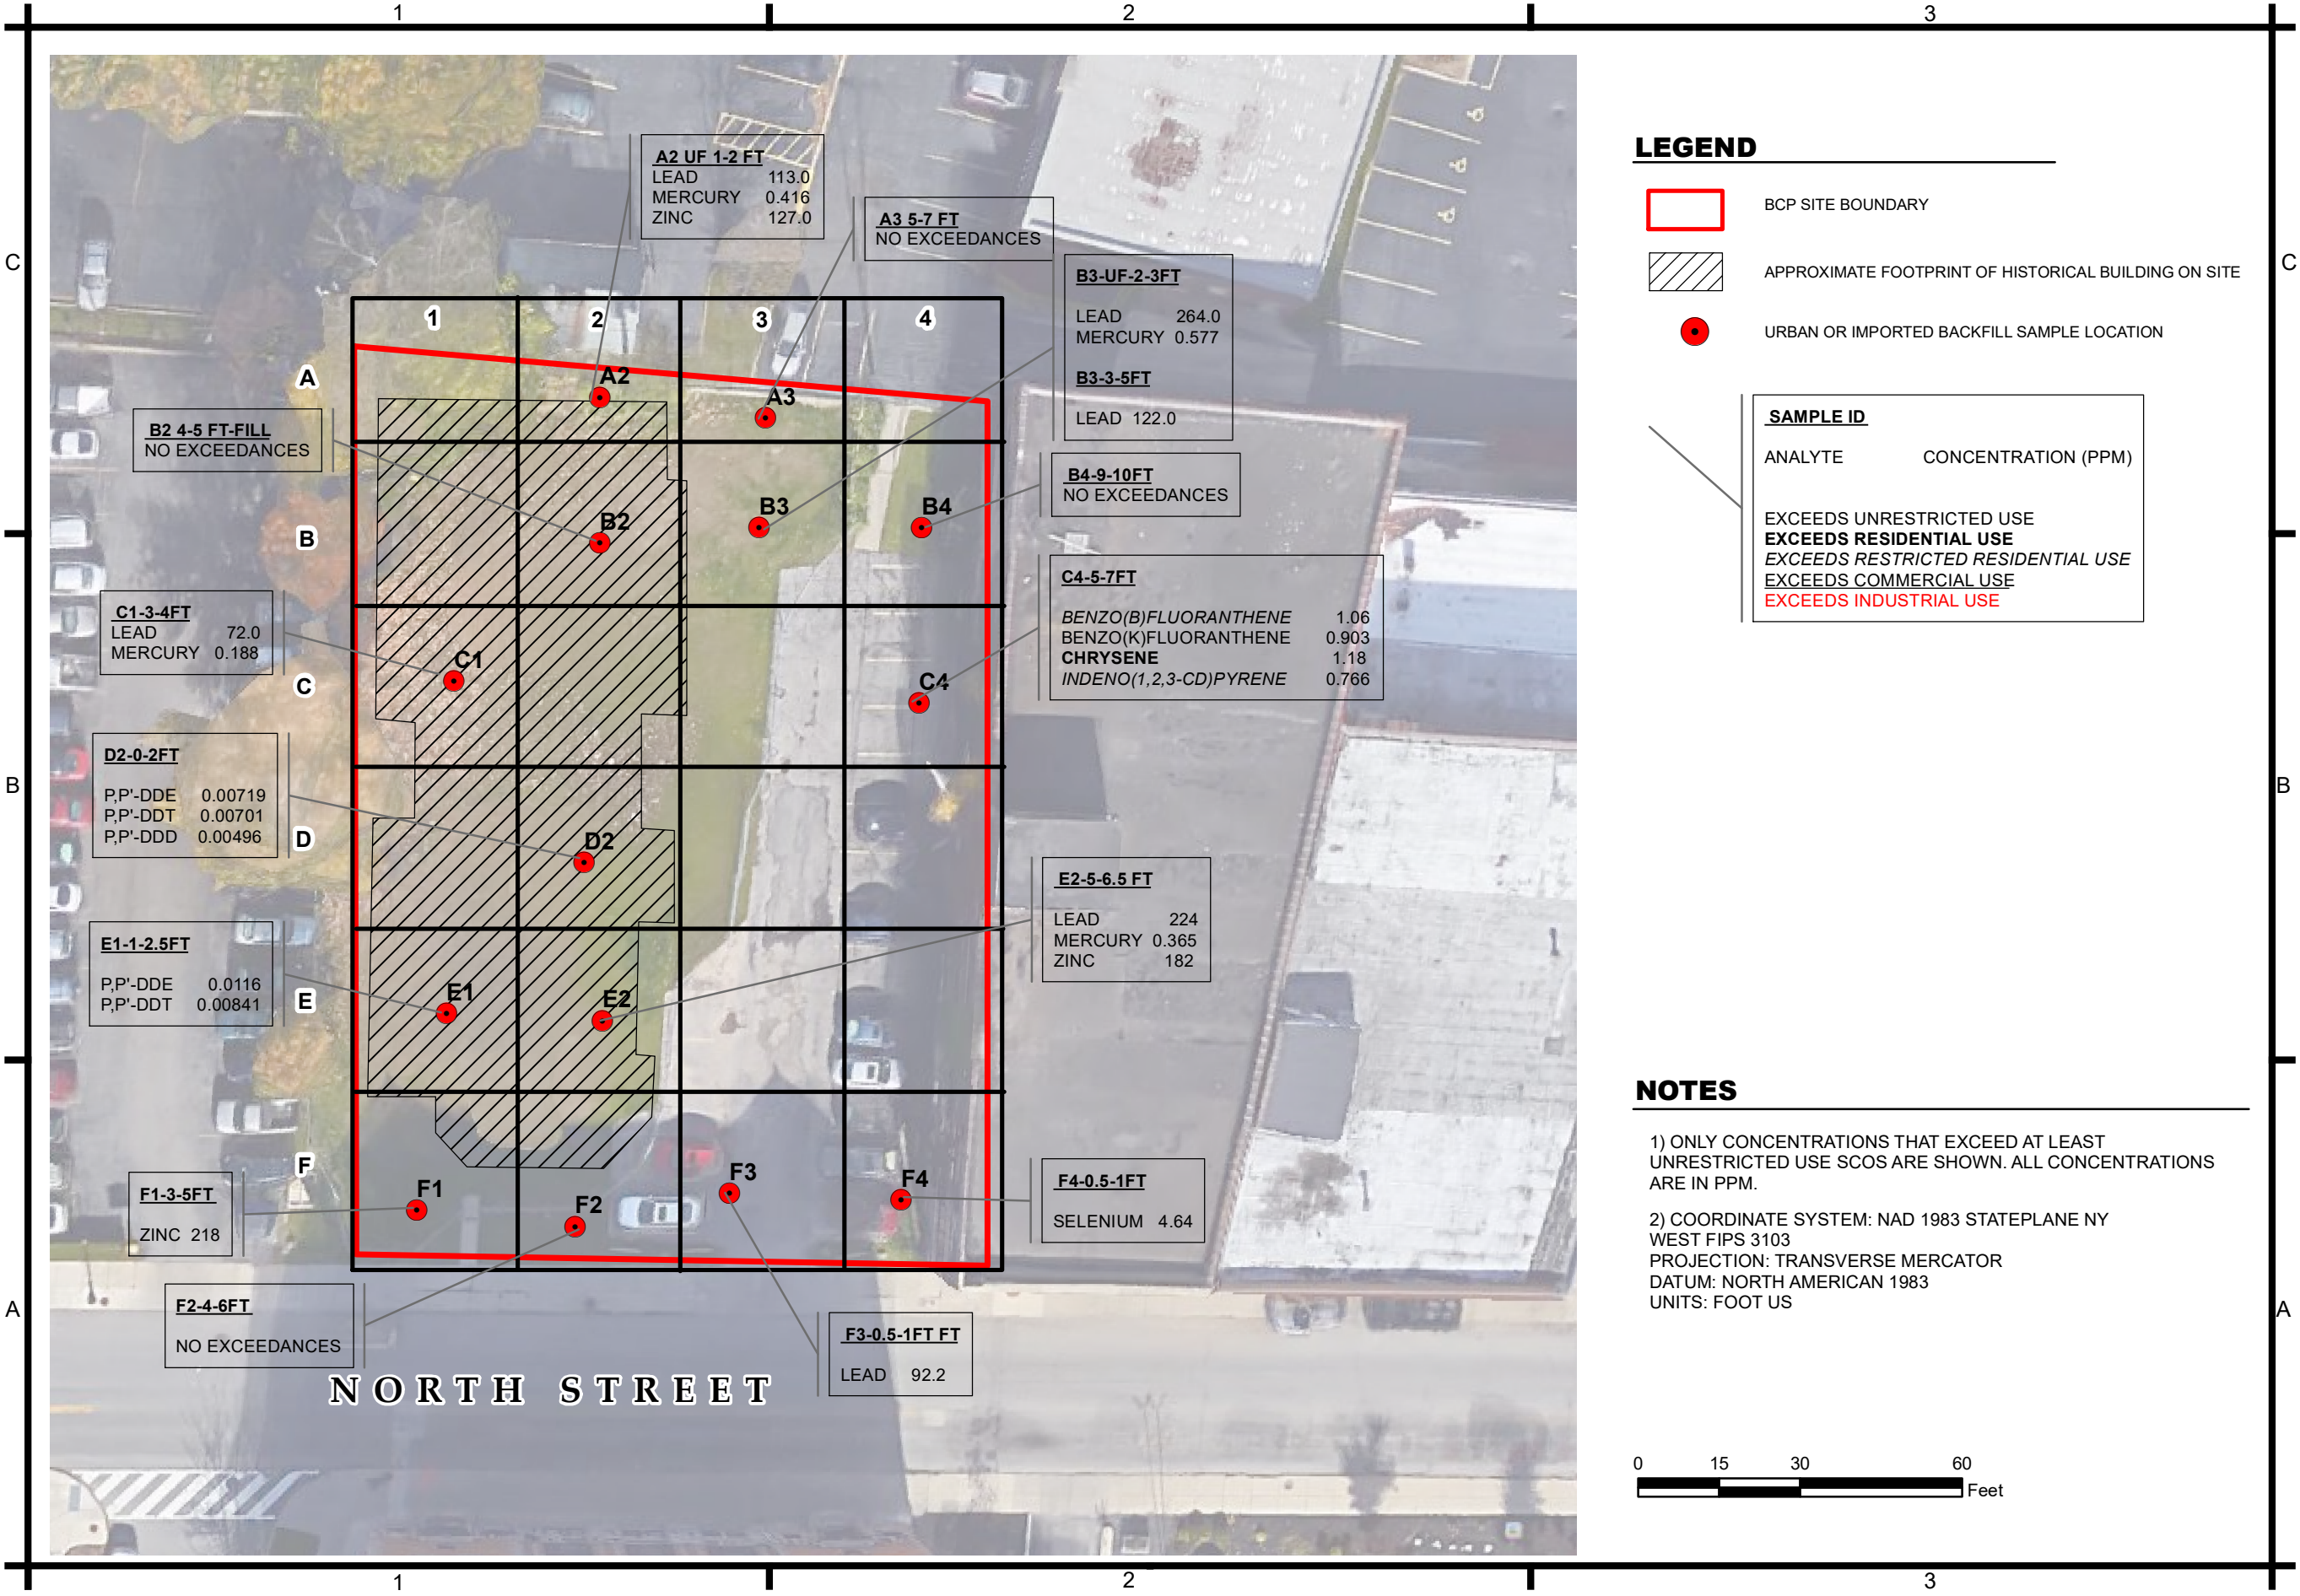 1
2
3
C
C
B
B
A
A
1
2
3
A2 UF 1-2 FT
LEAD 113.0
MERCURY 0.416
ZINC 127.0
A3 5-7 FT
NO EXCEEDANCES
B3-UF-2-3FT
LEAD 264.0
MERCURY 0.577
B3-3-5FT
LEAD 122.0
B2 4-5 FT-FILL
NO EXCEEDANCES
B4-9-10FT
NO EXCEEDANCES
C1-3-4FT
LEAD 72.0
MERCURY 0.188
C4-5-7FT
BENZO(B)FLUORANTHENE 1.06
BENZO(K)FLUORANTHENE 0.903
CHRYSENE 1.18
INDENO(1,2,3-CD)PYRENE 0.766
D2-0-2FT
P,P'-DDE 0.00719
P,P'-DDT 0.00701
P,P'-DDD 0.00496
E2-5-6.5 FT
LEAD 224
MERCURY 0.365
ZINC 182
E1-1-2.5FT
P,P'-DDE 0.0116
P,P'-DDT 0.00841
F1-3-5FT
ZINC 218
F4-0.5-1FT
SELENIUM 4.64
F2-4-6FT
NO EXCEEDANCES
F3-0.5-1FT FT
LEAD 92.2
1
2
3
4
A
B
C
D
E
F
A2
A3
B2
B3
B4
C1
C4
D2
E1
E2
F1
F2
F3
F4
NORTH STREET
LEGEND
BCP SITE BOUNDARY
APPROXIMATE FOOTPRINT OF HISTORICAL BUILDING ON SITE
URBAN OR IMPORTED BACKFILL SAMPLE LOCATION
SAMPLE ID
ANALYTE CONCENTRATION (PPM)
EXCEEDS UNRESTRICTED USE
EXCEEDS RESIDENTIAL USE
EXCEEDS RESTRICTED RESIDENTIAL USE
EXCEEDS COMMERCIAL USE
EXCEEDS INDUSTRIAL USE
NOTES
1) ONLY CONCENTRATIONS THAT EXCEED AT LEAST
UNRESTRICTED USE SCOS ARE SHOWN. ALL CONCENTRATIONS
ARE IN PPM.
2) COORDINATE SYSTEM: NAD 1983 STATEPLANE NY
WEST FIPS 3103
PROJECTION: TRANSVERSE MERCATOR
DATUM: NORTH AMERICAN 1983
UNITS: FOOT US
0 15 30 60
Feet